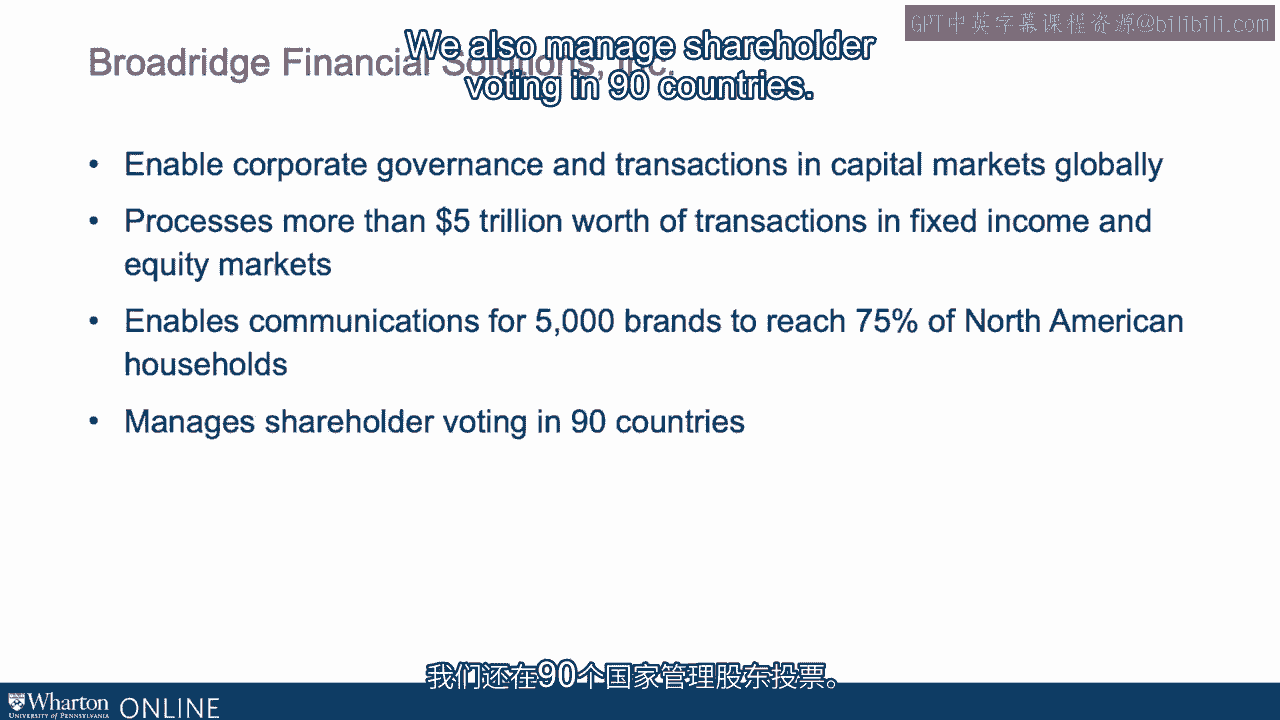 GPT中英字幕课程资源@bilibili.com
We also manage shareholder
voting in 90 countries.
Broadridge Financial Solutions, Inc.
• Enable corporate governance and transactions in capital markets globally
• Processes more than $5 trillion worth of transactions in fixed income and
equity markets
• Enables communications for 5,000 brands to reach 75% of North American
households
• Manages shareholder voting in 90 countries
我们还在90个国家管理股东投票。
Wharton ONLINE
UNIVERSITY OF PENNSYLVANIA